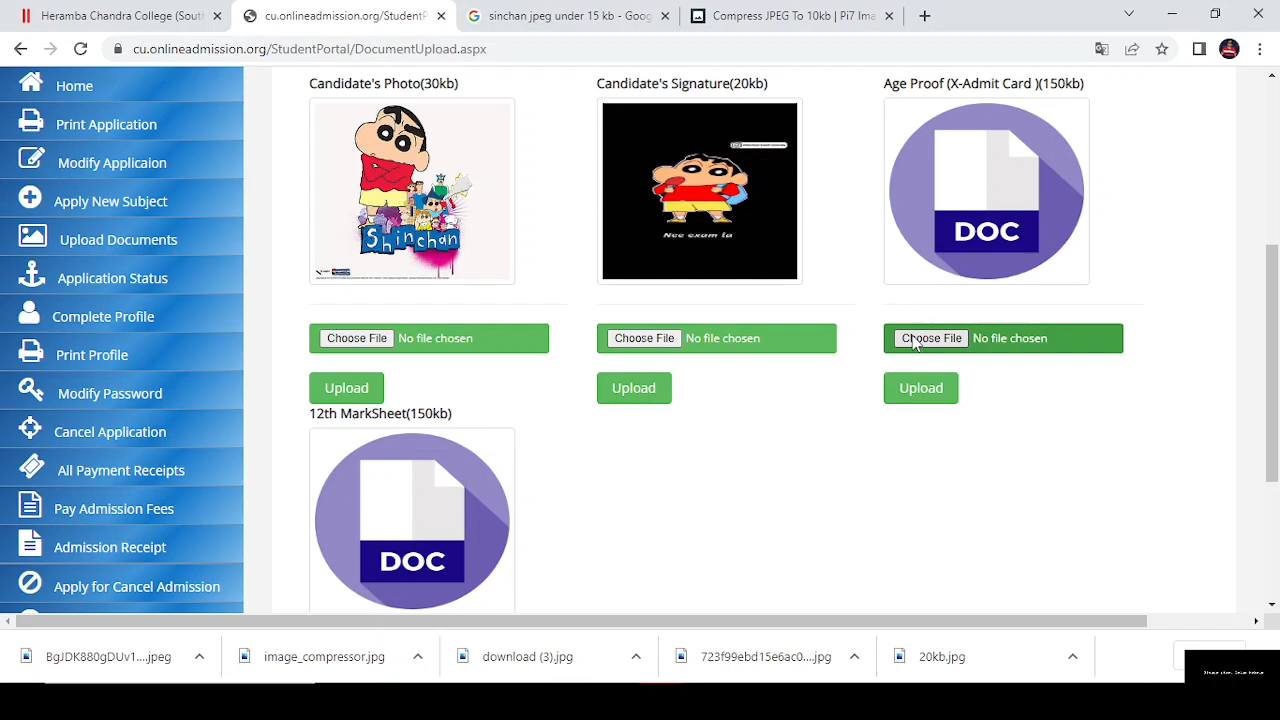 Heramba Chandra College (South
cu.onlineadmission.org/StudentP
sinchan jpeg under 15 kb - Goog
Compress JPEG To 10kb | Pi7 Ima
cu.onlineadmission.org/StudentPortal/DocumentUpload.aspx
Home
Print Application
Modify Applicaion
Apply New Subject
Upload Documents
Application Status
Complete Profile
Print Profile
Modify Password
Cancel Application
All Payment Receipts
Pay Admission Fees
Admission Receipt
Apply for Cancel Admission
Candidate's Photo(30kb)
Candidate's Signature(20kb)
Age Proof (X-Admit Card )(150kb)
Shinchan
Nee exam la
DOC
Choose File No file chosen
Choose File No file chosen
Choose File No file chosen
Upload
Upload
Upload
12th MarkSheet(150kb)
DOC
BgJDK880gDUv1....jpeg
image_compressor.jpg
download (3).jpg
723f99ebd15e6ac0....jpg
20kb.jpg